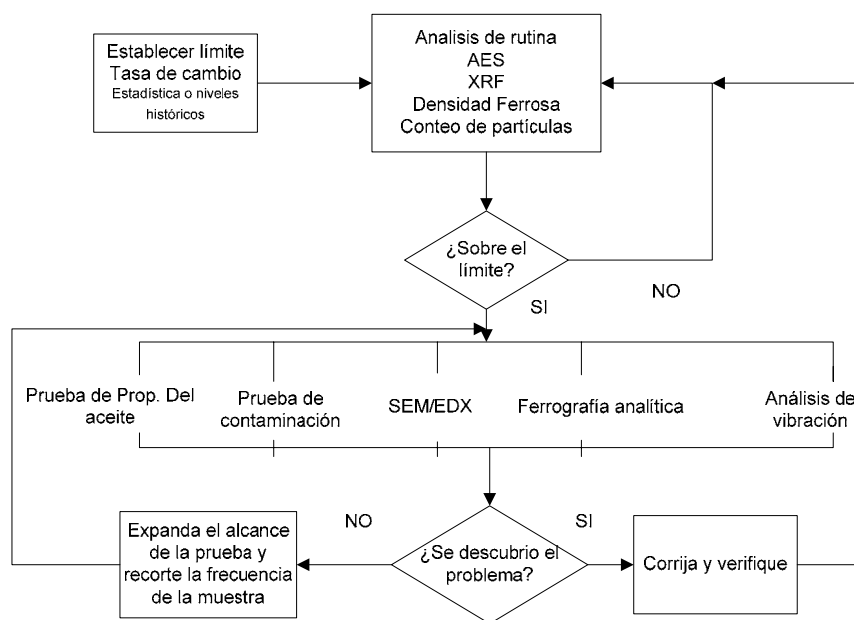 Establecer límite
Tasa de cambio
Estadística o niveles
históricos
Analisis de rutina
AES
XRF
Densidad Ferrosa
Conteo de partículas
¿Sobre el
límite?
NO
SI
Prueba de Prop. Del
aceite
Prueba de
contaminación
SEM/EDX
Ferrografía analítica
Análisis de
vibración
NO
SI
Expanda el alcance
de la prueba y
recorte la frecuencia
de la muestra
¿Se descubrio el
problema?
Corrija y verifique